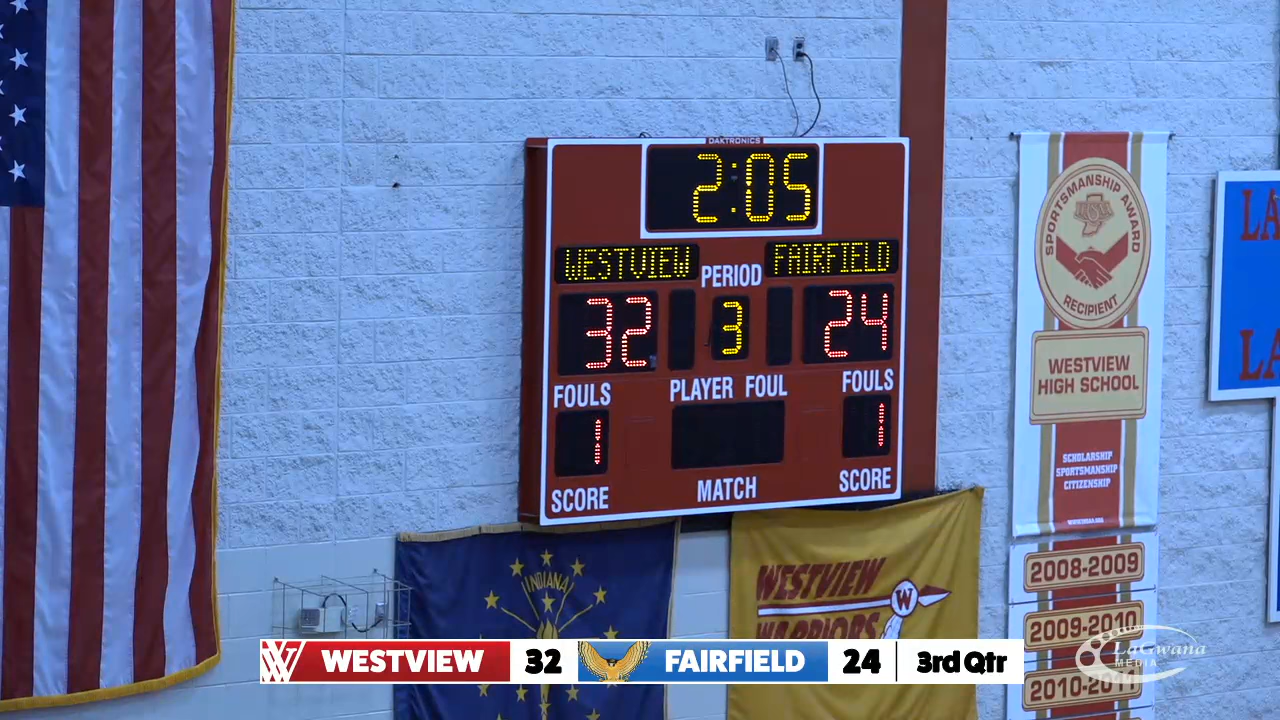 DAKTRONICS
2:05
WESTVIEW
FAIRFIELD
PERIOD
32
3
24
FOULS
PLAYER FOUL
FOULS
1
1
SCORE
MATCH
SCORE
SPORTSMANSHIP AWARD
RECIPIENT
WESTVIEW
HIGH SCHOOL
SCHOLARSHIP
SPORTSMANSHIP
CITIZENSHIP
2008-2009
2009-2010
2010-2011
LA
LA
INDIANA
WESTVIEW
WARRIORS
W
W WESTVIEW 32 FAIRFIELD 24 3rd Qtr
LaGwana
MEDIA